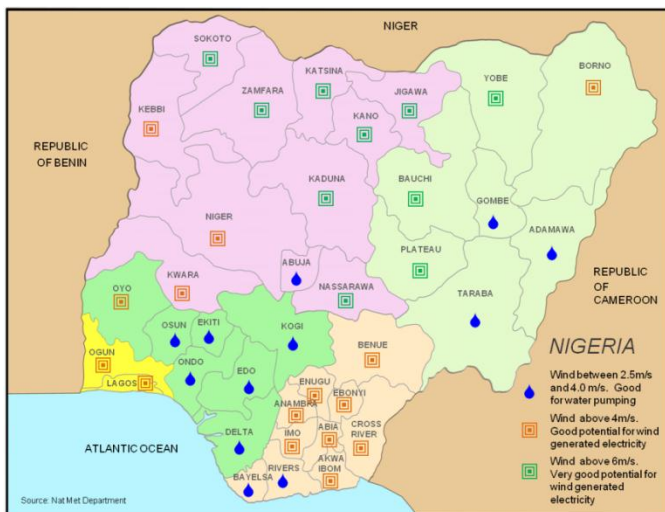 NIGER
SOKOTO
KATSINA
ZAMFARA
JIGAWA
YOBE
BORNO
KEBBI
KANO
REPUBLIC
OF BENIN
KADUNA
BAUCHI
GOMBE
NIGER
ADAMAWA
ABUJA
PLATEAU
KWARA
NASSARAWA
TARABA
REPUBLIC
OF CAMEROON
OYO
OSUN
EKITI
KOGI
OGUN
ONDO
EDO
BENUE
LAGOS
ENUGU
EBONYI
ANAMBRA
IMO
ABIA
CROSS
RIVER
DELTA
AKWA
IBOM
BAYELSA
RIVERS
ATLANTIC OCEAN
NIGERIA
Wind between 2.5m/s
and 4.0 m/s. Good
for water pumping
Wind above 4m/s.
Good potential for wind
generated electricity
Wind above 6m/s.
Very good potential for
wind generated
electricity
Source: Nat Met Department